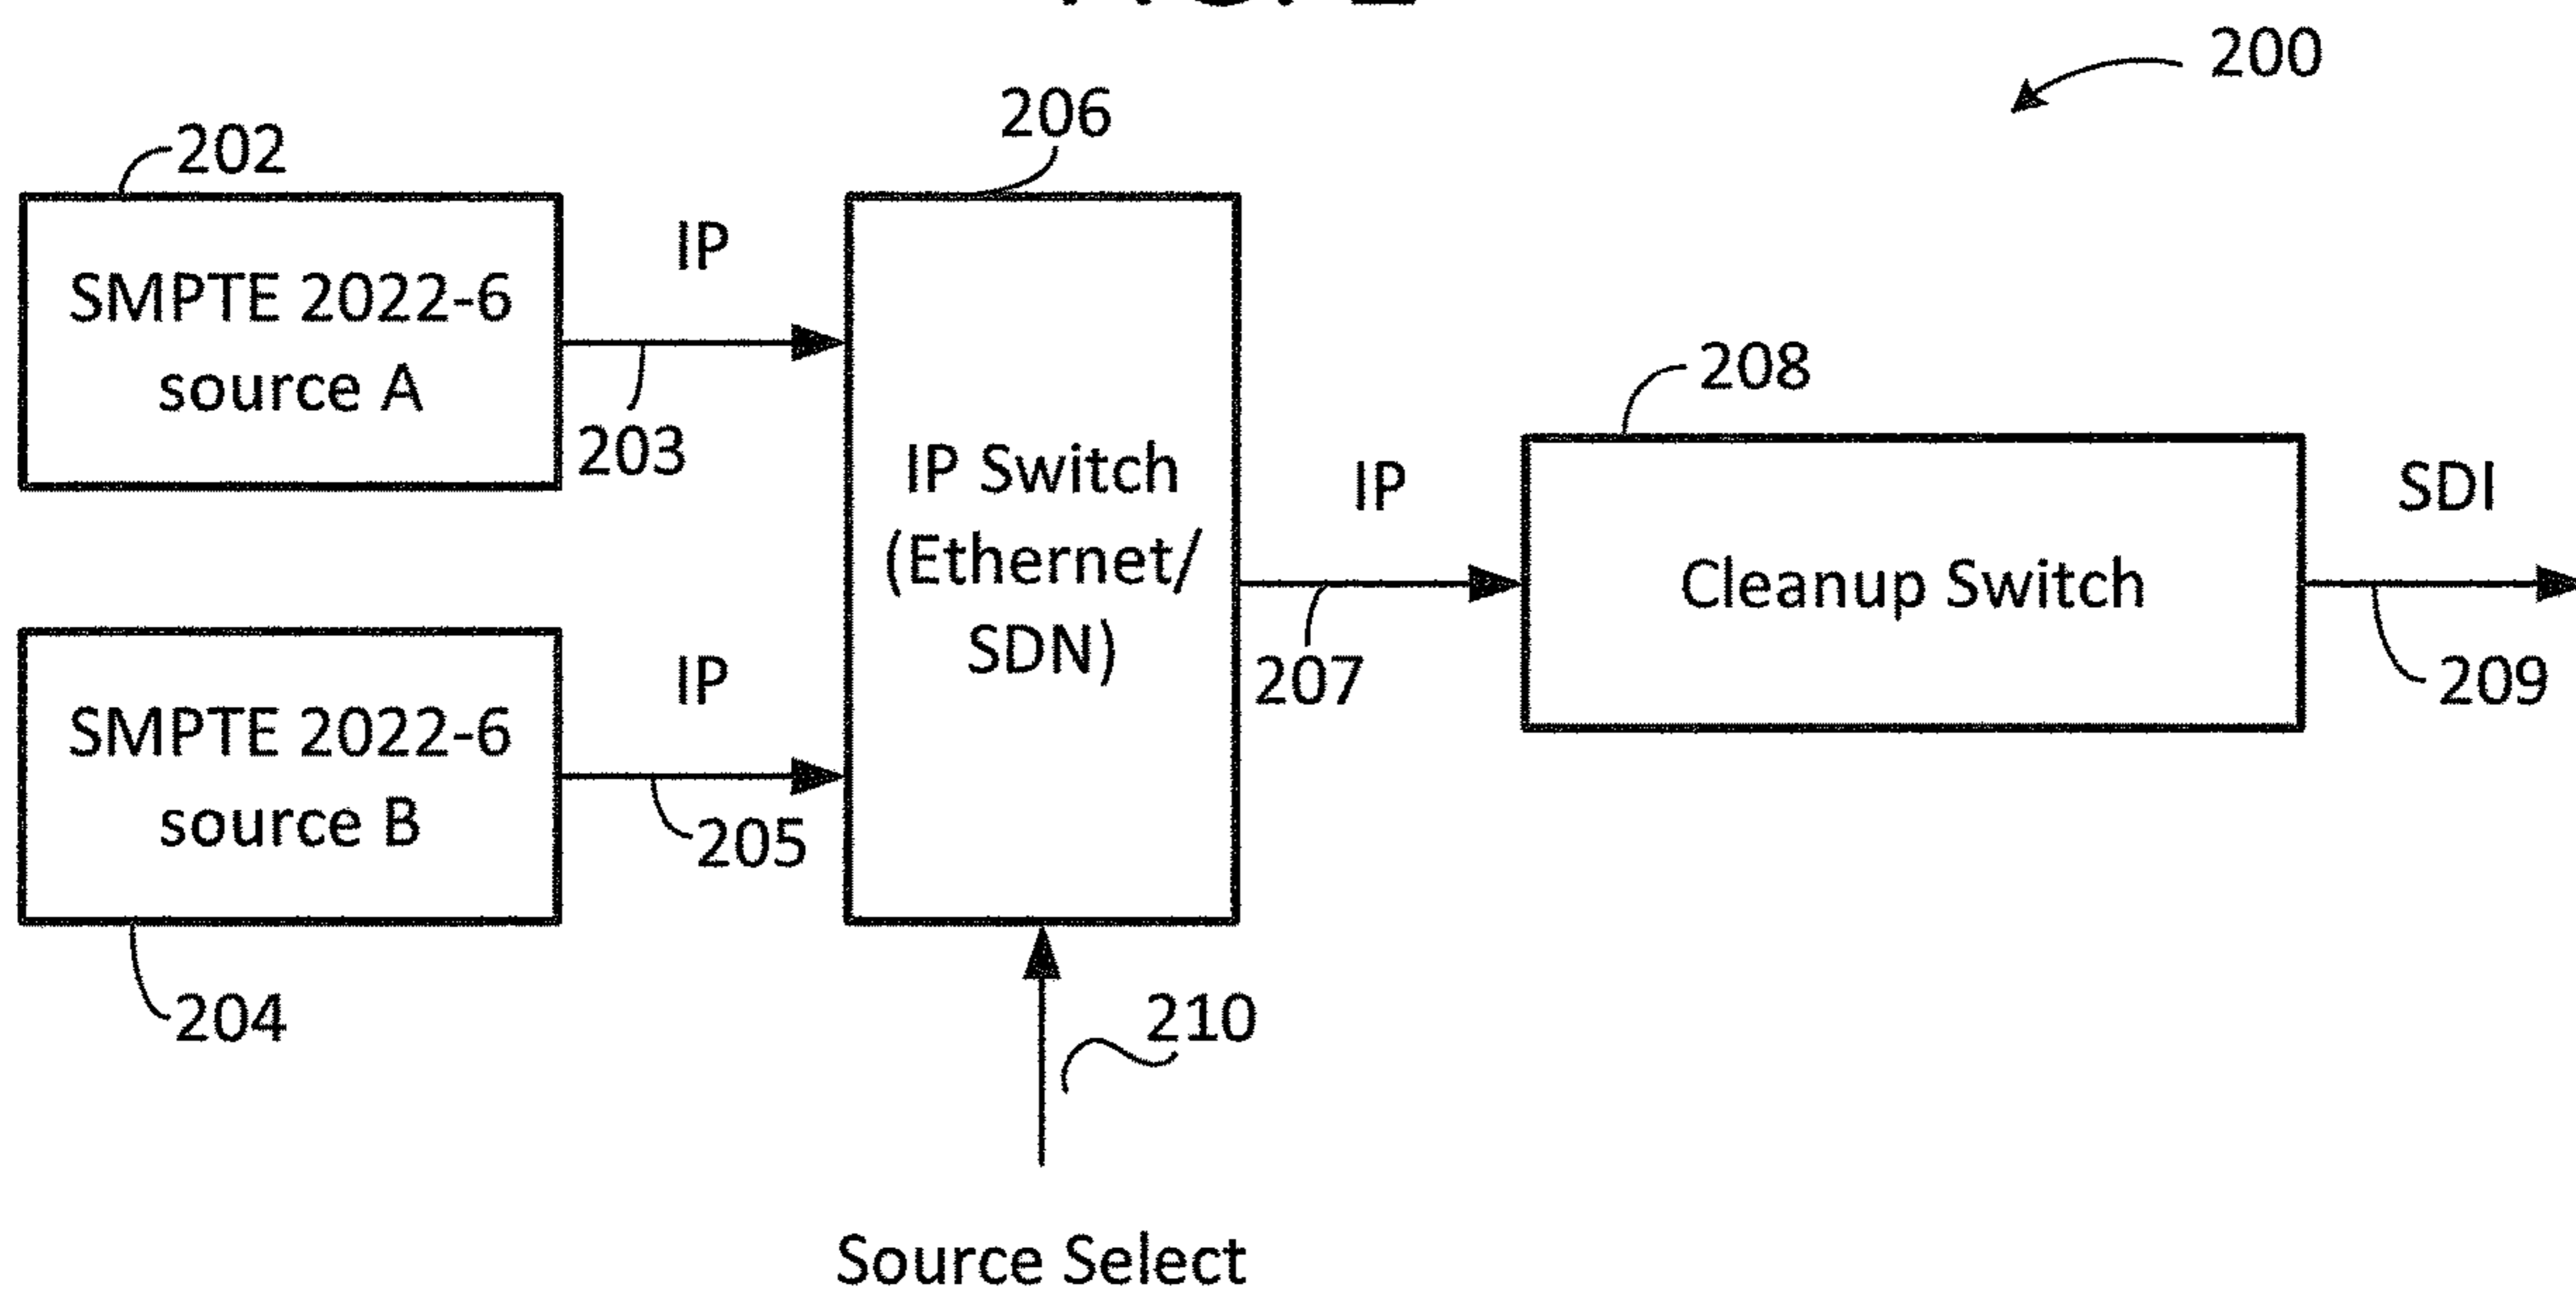 200
202
206
IP
SMPTE 2022-6
source A
203
208
IP Switch
(Ethernet/
SDN)
IP
SDI
Cleanup Switch
207
209
SMPTE 2022-6
source B
IP
205
204
210
Source Select